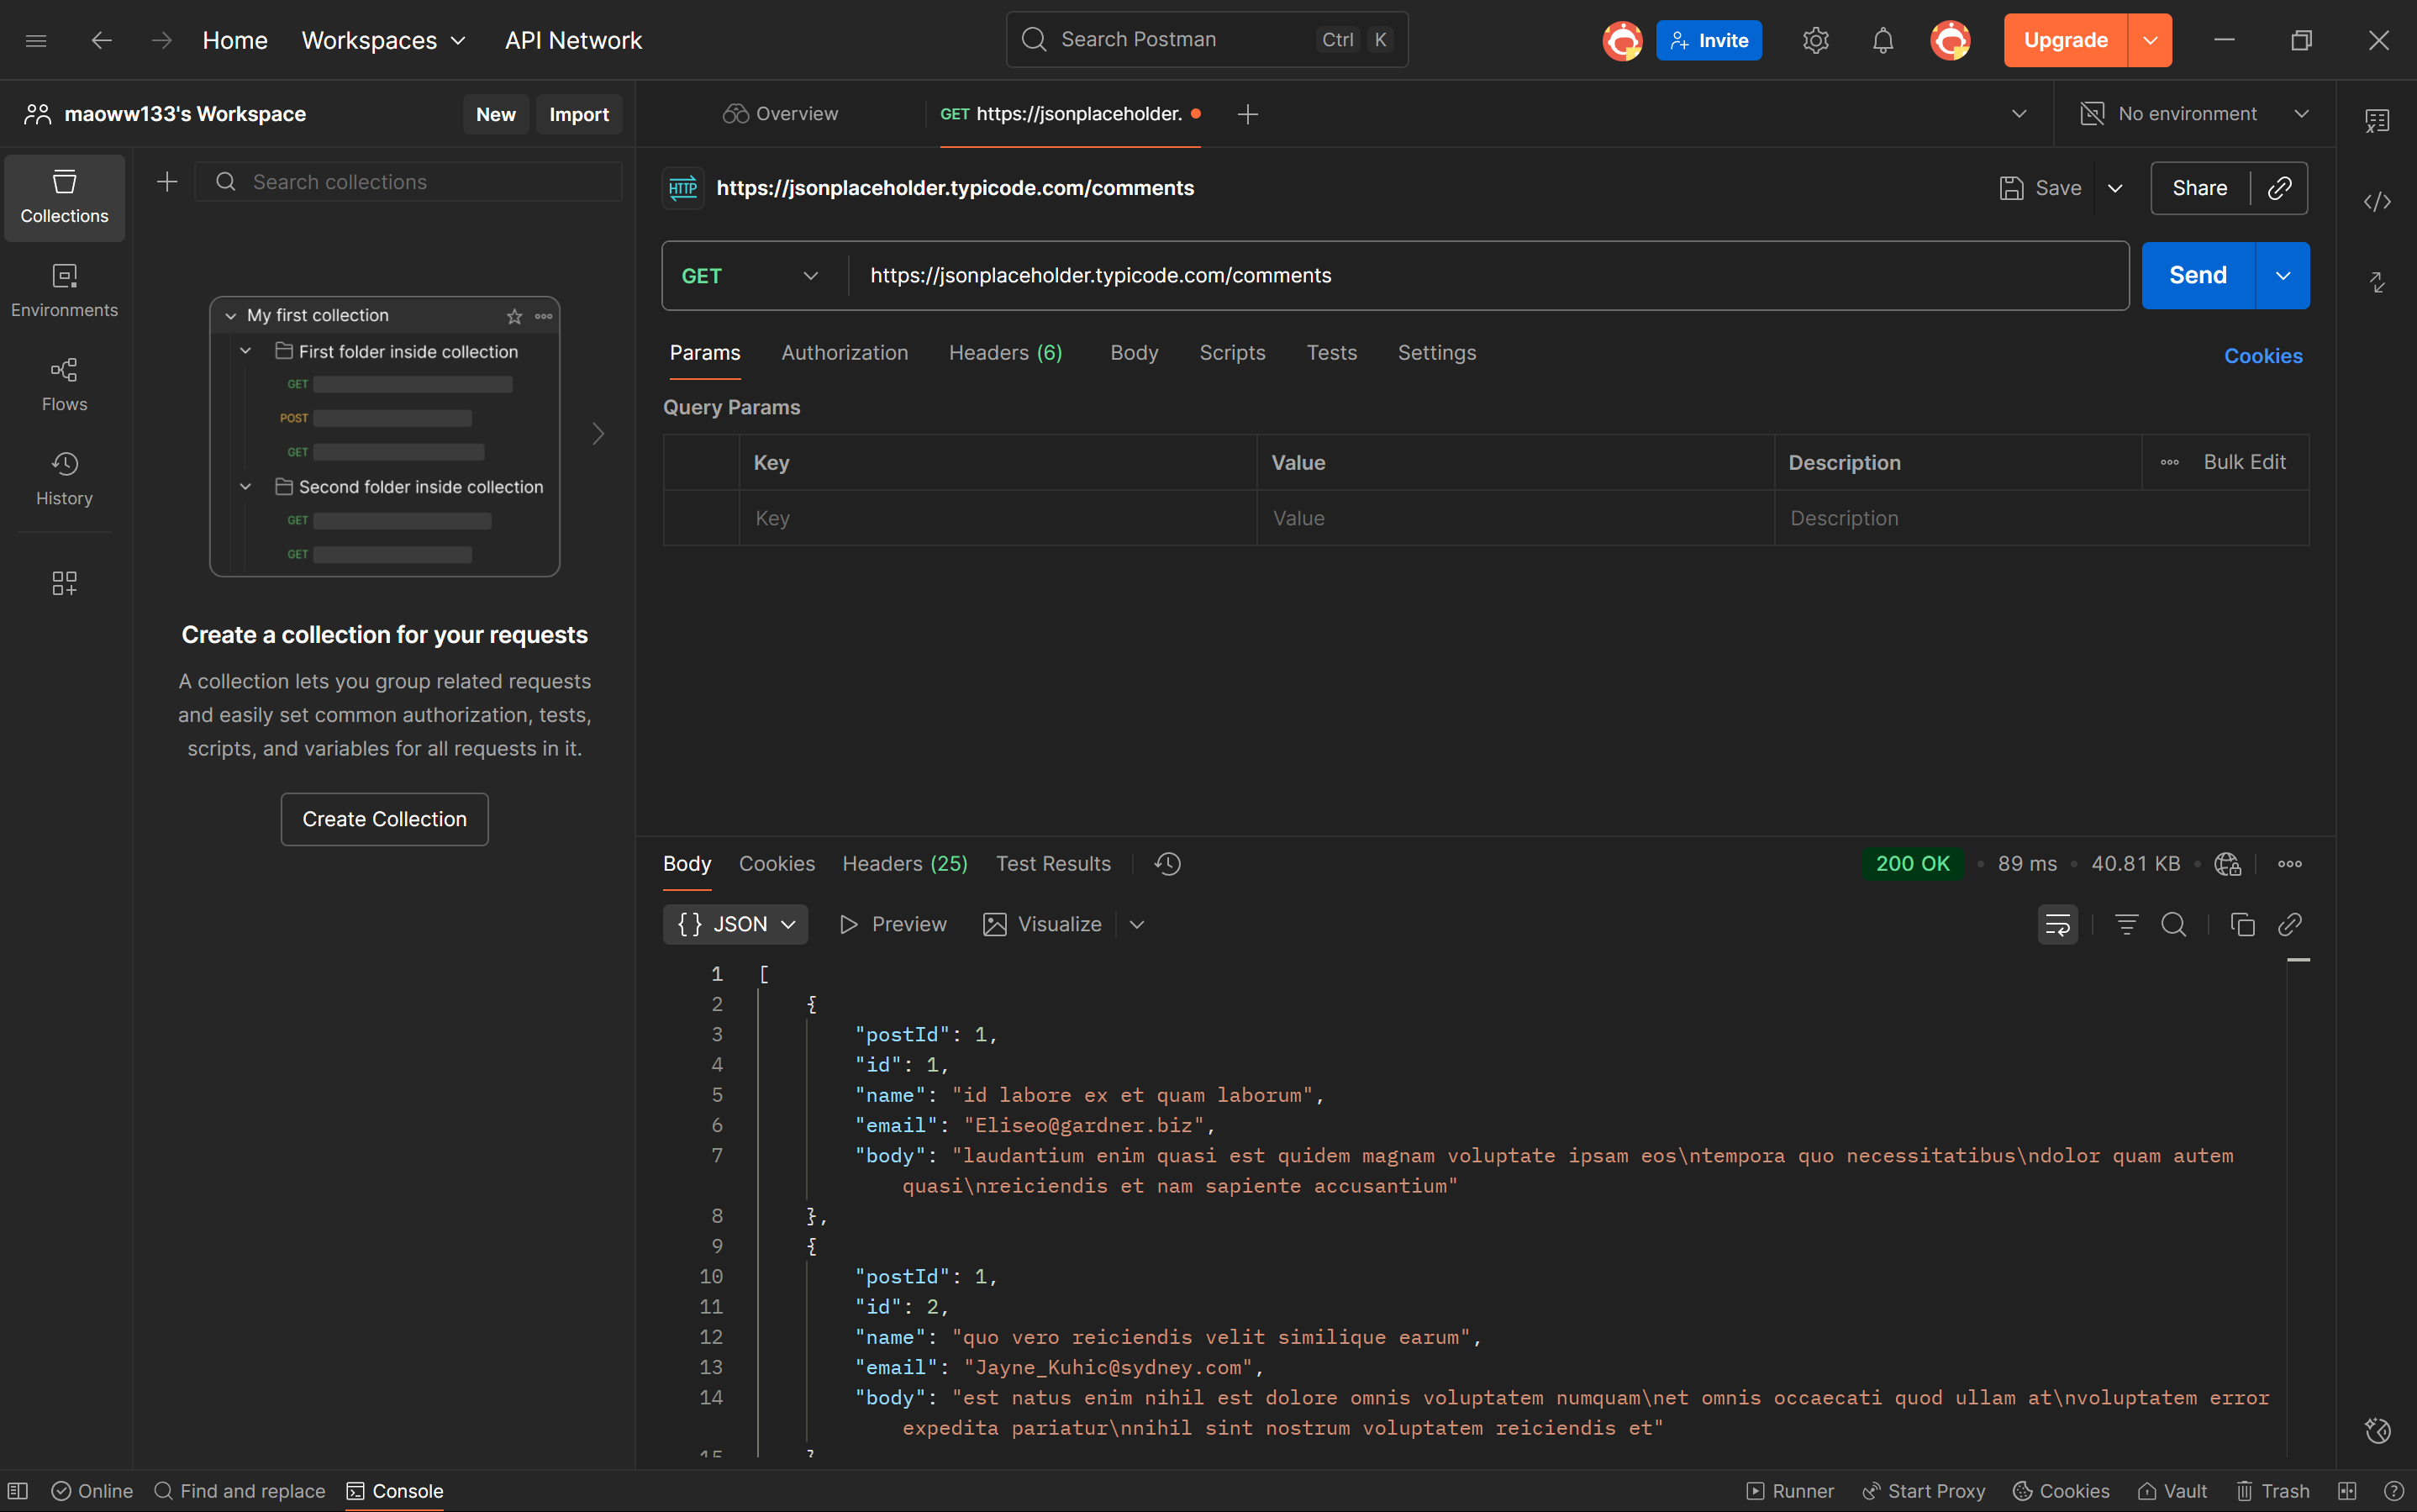 Home Workspaces API Network
Search Postman Ctrl K
Invite
Upgrade
maoww133's Workspace New Import
Overview GET https://jsonplaceholder.
No environment
Collections
Environments
Flows
History
Search collections
My first collection
First folder inside collection
GET
POST
GET
Second folder inside collection
GET
GET
Create a collection for your requests
A collection lets you group related requests
and easily set common authorization, tests,
scripts, and variables for all requests in it.
Create Collection
HTTP https://jsonplaceholder.typicode.com/comments
Save Share
GET https://jsonplaceholder.typicode.com/comments Send
Params Authorization Headers (6) Body Scripts Tests Settings Cookies
Query Params
Key Value Description Bulk Edit
Key Value Description
Body Cookies Headers (25) Test Results 200 OK 89 ms 40.81 KB
{} JSON Preview Visualize
1 [
2 {
3 "postId": 1,
4 "id": 1,
5 "name": "id labore ex et quam laborum",
6 "email": "Eliseo@gardner.biz",
7 "body": "laudantium enim quasi est quidem magnam voluptate ipsam eos\ntempora quo necessitatibus\ndolor quam autem
quasi\nreiciendis et nam sapiente accusantium"
8 },
9 {
10 "postId": 1,
11 "id": 2,
12 "name": "quo vero reiciendis velit similique earum",
13 "email": "Jayne_Kuhic@sydney.com",
14 "body": "est natus enim nihil est dolore omnis voluptatem numquam\net omnis occaecati quod ullam at\nvoluptatem error
expedita pariatur\nnihil sint nostrum voluptatem reiciendis et"
15 },
Online Find and replace Console Runner Start Proxy Cookies Vault Trash